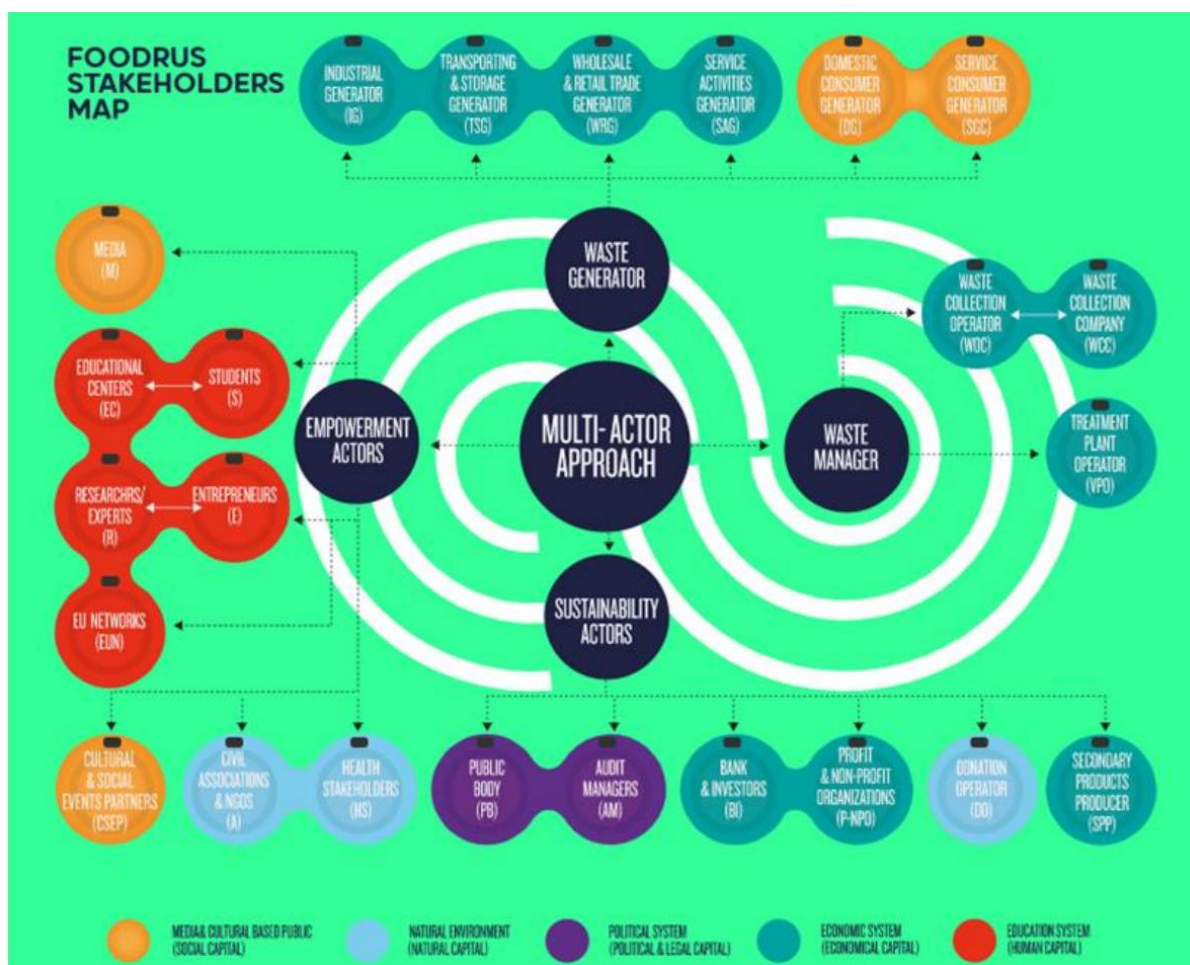 FOODRUS
STAKEHOLDERS
MAP
INDUSTRIAL
GENERATOR
(IG)
TRANSPORTING
& STORAGE
GENERATOR
(TSG)
WHOLESALE
& RETAIL TRADE
GENERATOR
(WRG)
SERVICE
ACTIVITIES
GENERATOR
(SAG)
DOMESTIC
CONSUMER
GENERATOR
(DG)
SERVICE
CONSUMER
GENERATOR
(SGC)
MEDIA
(M)
WASTE
GENERATOR
WASTE
COLLECTION
OPERATOR
(WOC)
WASTE
COLLECTION
COMPANY
(WCC)
EDUCATIONAL
CENTERS
(EC)
STUDENTS
(S)
EMPOWERMENT
ACTORS
MULTI- ACTOR
APPROACH
WASTE
MANAGER
TREATMENT
PLANT
OPERATOR
(VPO)
RESEARCHRS/
EXPERTS
(R)
ENTREPRENEURS
(E)
EU NETWORKS
(EUN)
SUSTAINABILITY
ACTORS
CULTURAL
& SOCIAL
EVENTS PARTNERS
(CSEP)
CIVIL
ASSOCIATIONS
& NGOS
(A)
HEALTH
STAKEHOLDERS
(HS)
PUBLIC
BODY
(PB)
AUDIT
MANAGERS
(AM)
BANK
& INVESTORS
(BI)
PROFIT
& NON-PROFIT
ORGANIZATIONS
(P-NPO)
DONATION
OPERATOR
(DO)
SECONDARY
PRODUCTS
PRODUCER
(SPP)
MEDIA& CULTURAL BASED PUBLIC
(SOCIAL CAPITAL)
NATURAL ENVIRONMENT
(NATURAL CAPITAL)
POLITICAL SYSTEM
(POLITICAL & LEGAL CAPITAL)
ECONOMIC SYSTEM
(ECONOMICAL CAPITAL)
EDUCATION SYSTEM
(HUMAN CAPITAL)